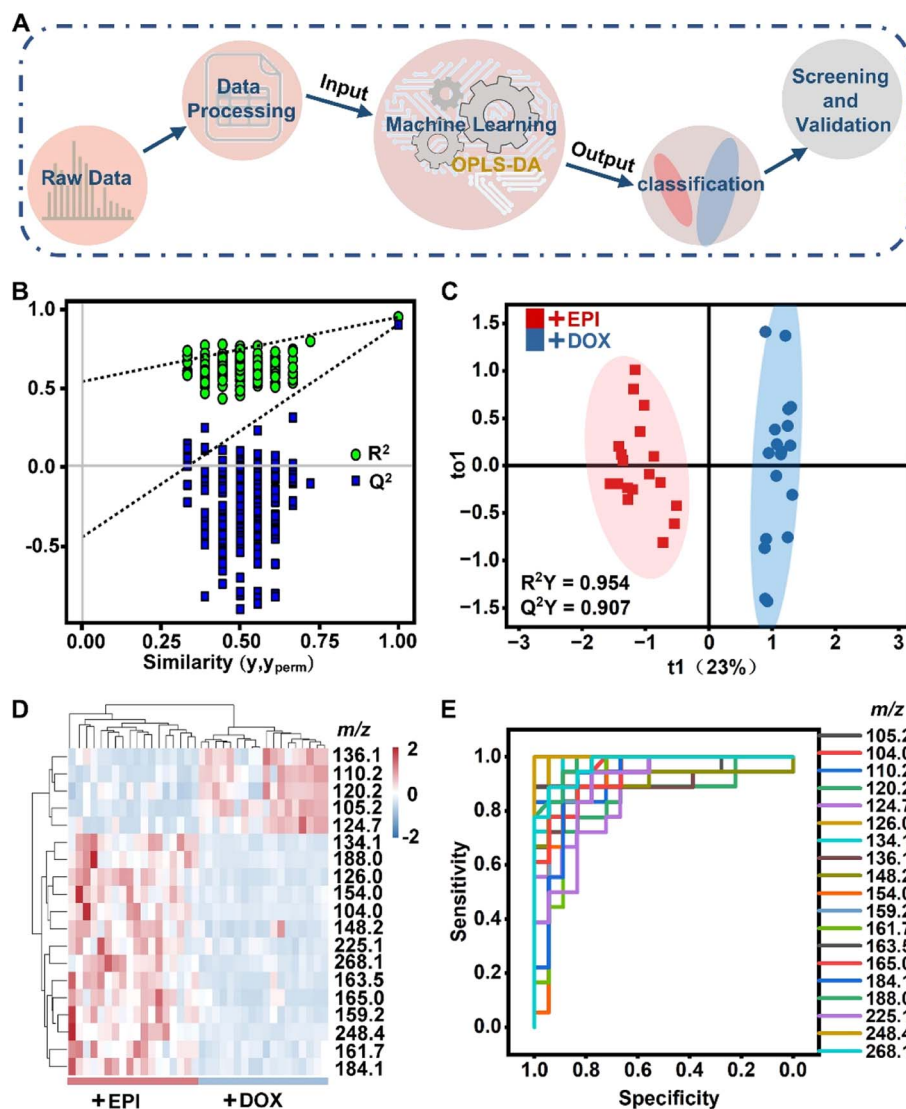 A
Raw Data
Data
Processing
Input
Machine Learning
OPLS-DA
Output
classification
Screening
and
Validation
B
1.0
0.5
0.0
-0.5
0.00
0.25
0.50
0.75
1.00
R²
Q²
Similarity (y,yperm)
C
+EPI
+DOX
to1
1.5
1.0
0.5
0.0
−0.5
−1.0
−1.5
R²Y = 0.954
Q²Y = 0.907
−3
−2
−1
0
1
2
3
t1（23%）
D
m/z
136.1
110.2
120.2
105.2
124.7
134.1
188.0
126.0
154.0
104.0
148.2
225.1
268.1
163.5
165.0
159.2
248.4
161.7
184.1
2
0
-2
+EPI
+DOX
E
Sensitivity
1.0
0.8
0.6
0.4
0.2
0.0
1.0
0.8
0.6
0.4
0.2
0.0
Specificity
m/z
105.2
104.0
110.2
120.2
124.7
126.0
134.1
136.1
148.2
154.0
159.2
161.7
163.5
165.0
184.1
188.0
225.1
248.4
268.1